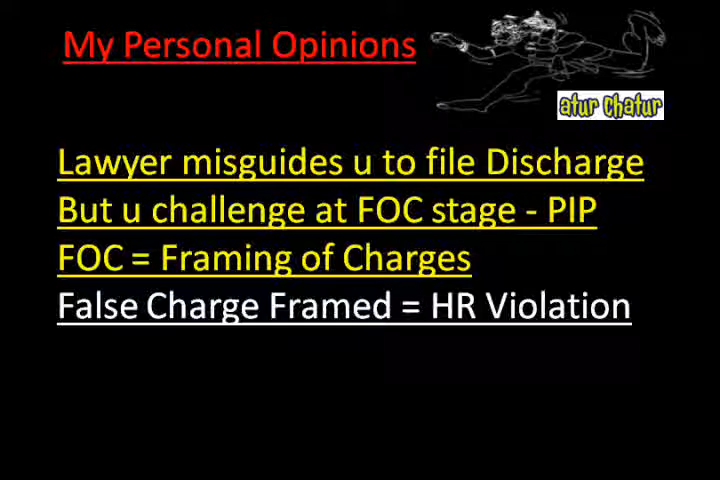 My Personal Opinions
atur chatur
Lawyer misguides u to file Discharge
But u challenge at FOC stage - PIP
FOC = Framing of Charges
False Charge Framed = HR Violation